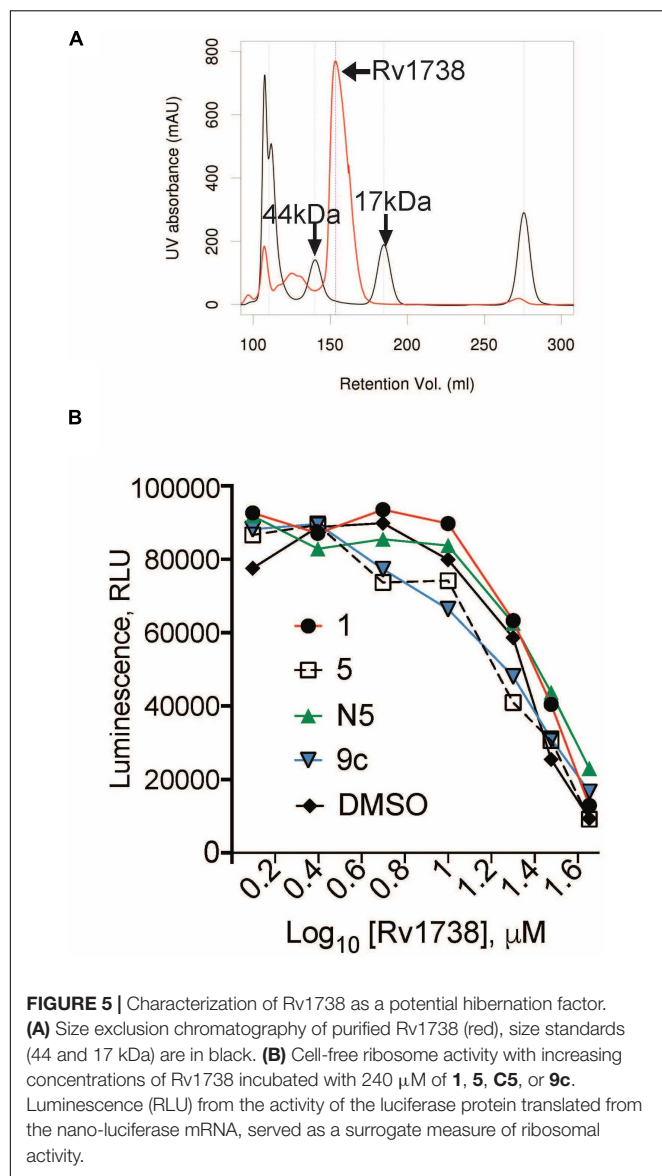 A
UV absorbance (mAU)
800
600
400
200
0
Rv1738
44kDa
17kDa
100 150 200 250 300
Retention Vol. (ml)
B
Luminescence, RLU
100000
80000
60000
40000
20000
0
1
5
N5
9c
DMSO
0.2 0.4 0.6 0.8 1 1.2 1.4 1.6
Log10 [Rv1738], μM
FIGURE 5 | Characterization of Rv1738 as a potential hibernation factor.
(A) Size exclusion chromatography of purified Rv1738 (red), size standards
(44 and 17 kDa) are in black. (B) Cell-free ribosome activity with increasing
concentrations of Rv1738 incubated with 240 μM of 1, 5, C5, or 9c.
Luminescence (RLU) from the activity of the luciferase protein translated from
the nano-luciferase mRNA, served as a surrogate measure of ribosomal
activity.